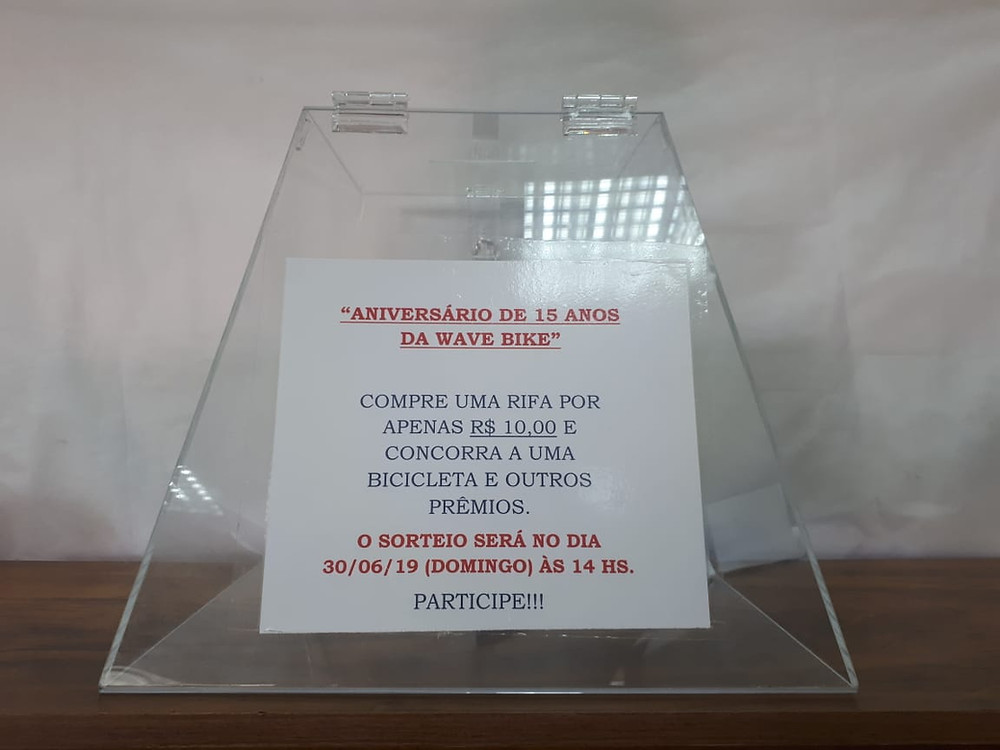 “ANIVERSÁRIO DE 15 ANOS
DA WAVE BIKE”
COMPRE UMA RIFA POR
APENAS R$ 10,00 E
CONCORRA A UMA
BICICLETA E OUTROS
PRÊMIOS.
O SORTEIO SERÁ NO DIA
30/06/19 (DOMINGO) ÀS 14 HS.
PARTICIPE!!!